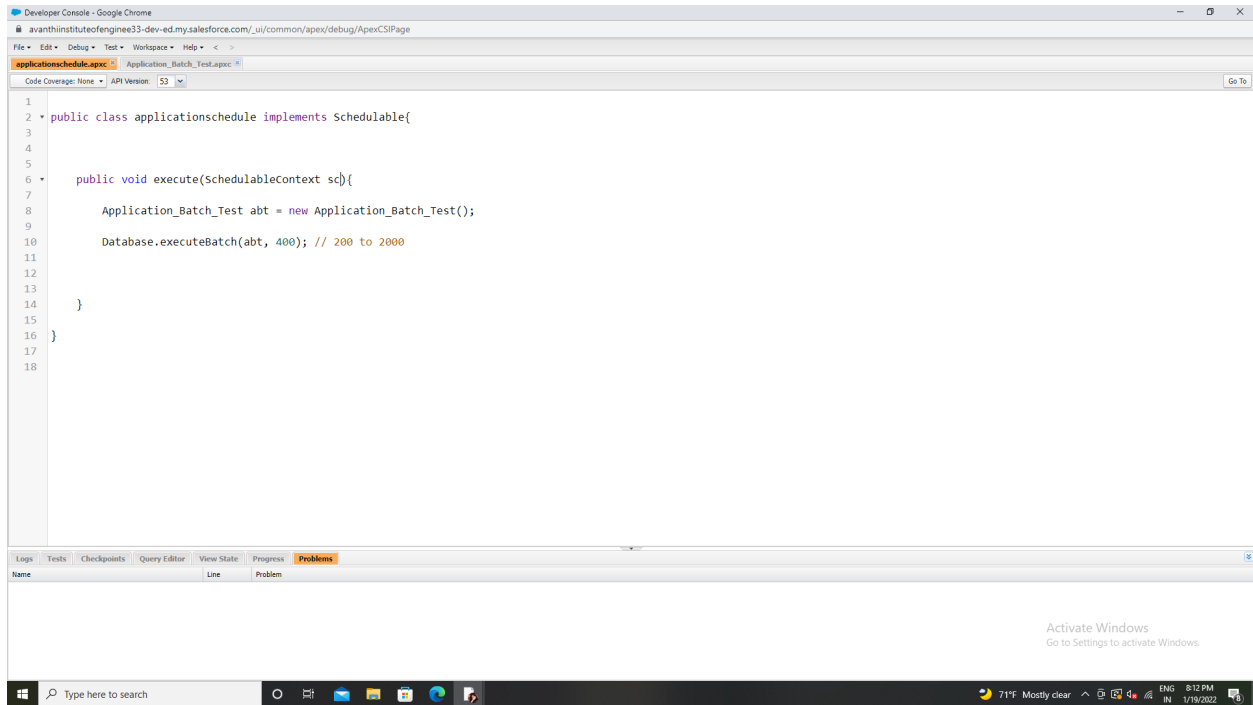 Developer Console - Google Chrome
avanthiinstituteofenginee33-dev-ed.my.salesforce.com/_ui/common/apex/debug/ApexCSIPage
File Edit Debug Test Workspace Help < >
applicationschedule.apxc Application_Batch_Test.apxc
Code Coverage: None API Version: 53 Go To
1
2 public class applicationschedule implements Schedulable{
3
4
5
6 public void execute(SchedulableContext sc){
7
8 Application_Batch_Test abt = new Application_Batch_Test();
9
10 Database.executeBatch(abt, 400); // 200 to 2000
11
12
13
14 }
15
16 }
17
18
Logs Tests Checkpoints Query Editor View State Progress Problems
Name Line Problem
Activate Windows
Go to Settings to activate Windows.
Type here to search 71°F Mostly clear ENG 8:12 PM
IN 1/19/2022 8